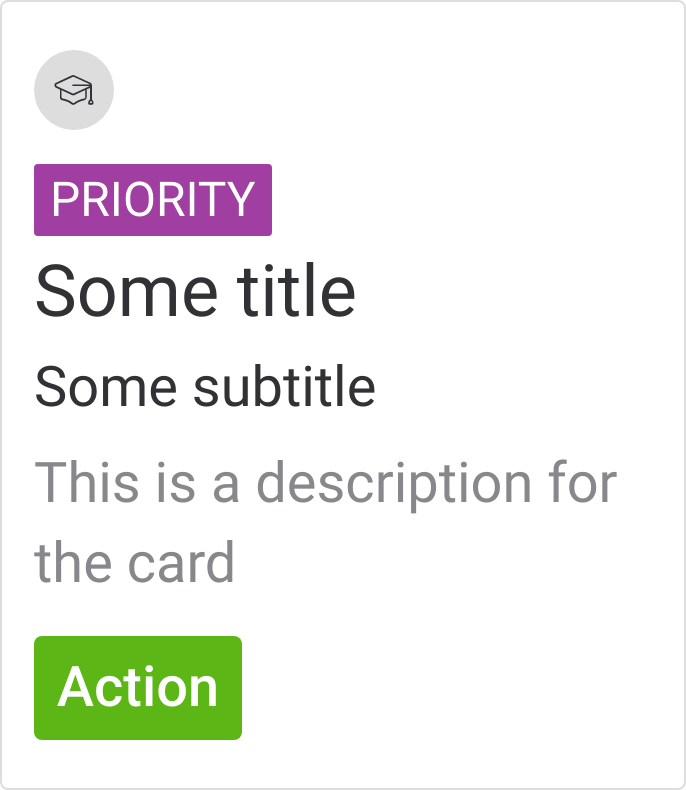 PRIORITY
Some title
Some subtitle
This is a description for
the card
Action